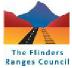 The Flinders
Ranges Council